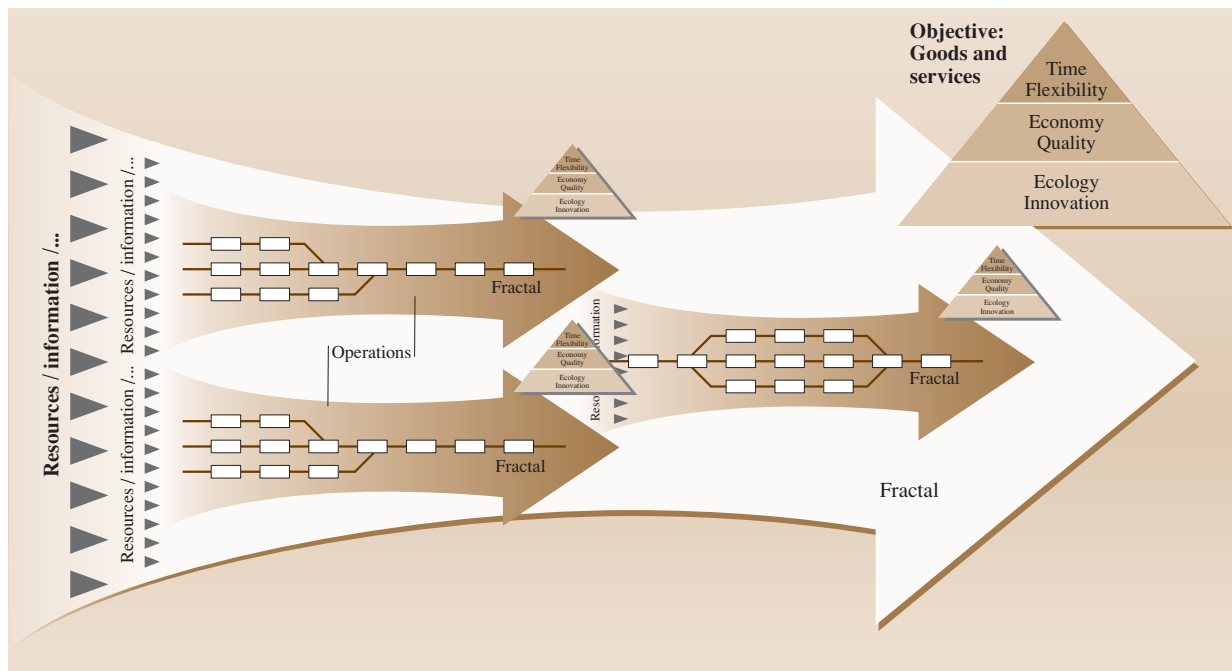 Objective:
Goods and
services
Time
Flexibility
Economy
Quality
Ecology
Innovation
Resources / information /...
Resources / information /...
Time
Flexibility
Economy
Quality
Ecology
Innovation
Fractal
Operations
Resources / information /...
Time
Flexibility
Economy
Quality
Ecology
Innovation
Fractal
Time
Flexibility
Economy
Quality
Ecology
Innovation
Fractal
Fractal